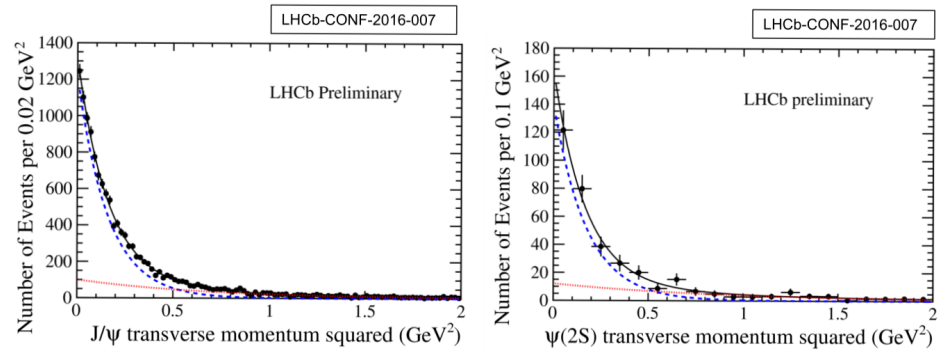 LHCb-CONF-2016-007
LHCb Preliminary
Number of Events per 0.02 GeV²
1400
1200
1000
800
600
400
200
0
0 0.5 1 1.5 2
J/ψ transverse momentum squared (GeV²)
LHCb-CONF-2016-007
LHCb preliminary
Number of Events per 0.1 GeV²
180
160
140
120
100
80
60
40
20
0
0 0.5 1 1.5 2
ψ(2S) transverse momentum squared (GeV²)